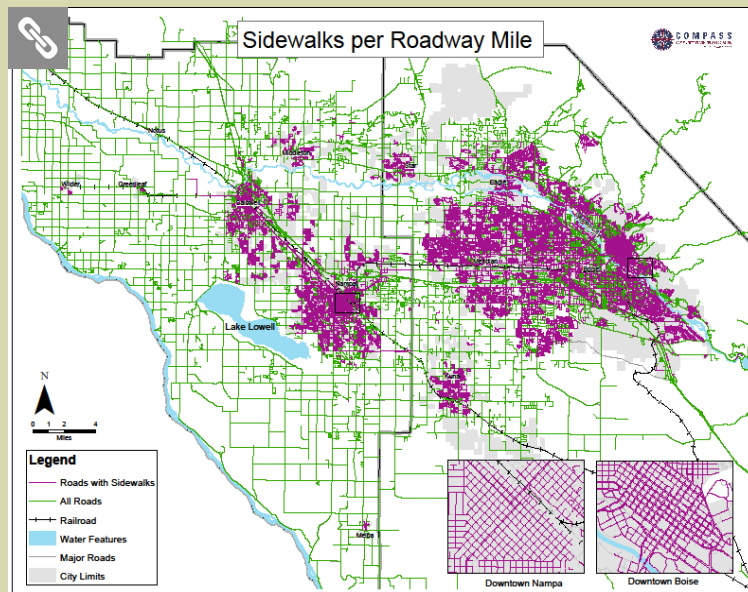 Sidewalks per Roadway Mile
COMPASS
Notus
Middleton
Star
Eagle
Wilder
Greenleaf
Meridian
Boise
Nampa
Lake Lowell
Kuna
N
0 1 2 4
Miles
Legend
Roads with Sidewalks
All Roads
Railroad
Water Features
Major Roads
City Limits
Melba
Downtown Nampa
Downtown Boise